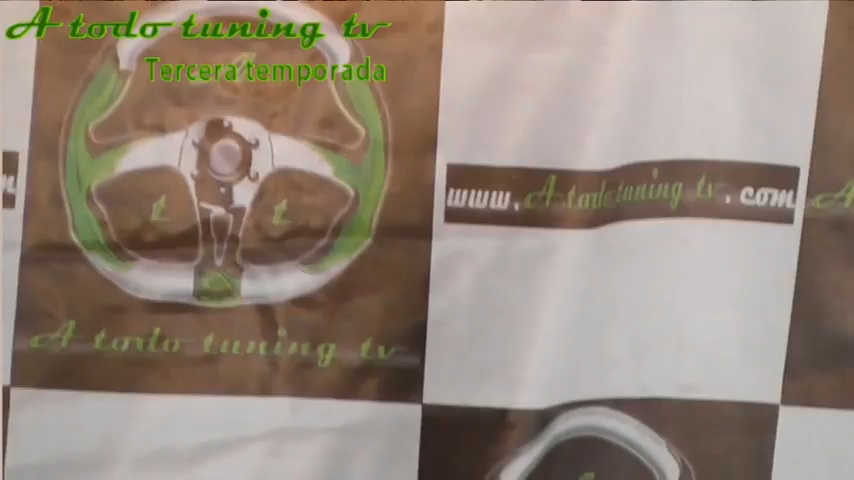 A todo tuning tv
Tercera temporada
t t
A todo tuning tv
www.A todo tuning tv.com